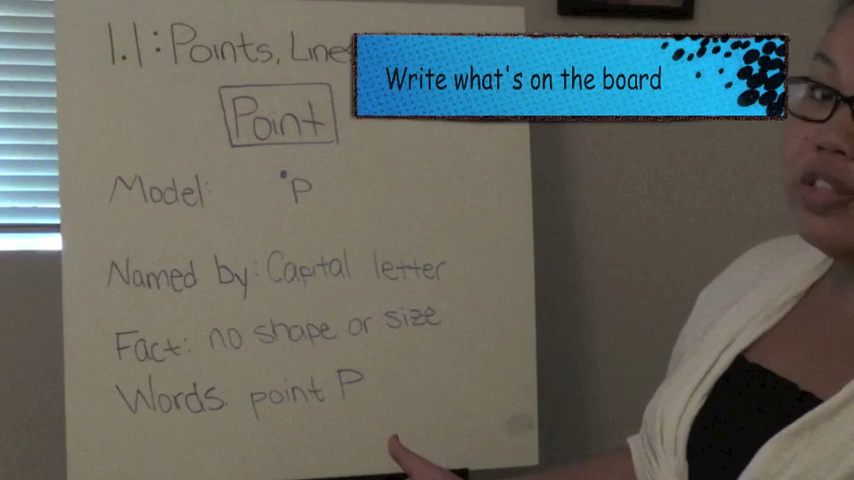 1.1: Points, Lines
Write what's on the board
Point
Model: P
Named by: Capital letter
Fact: no shape or size
Words: point P